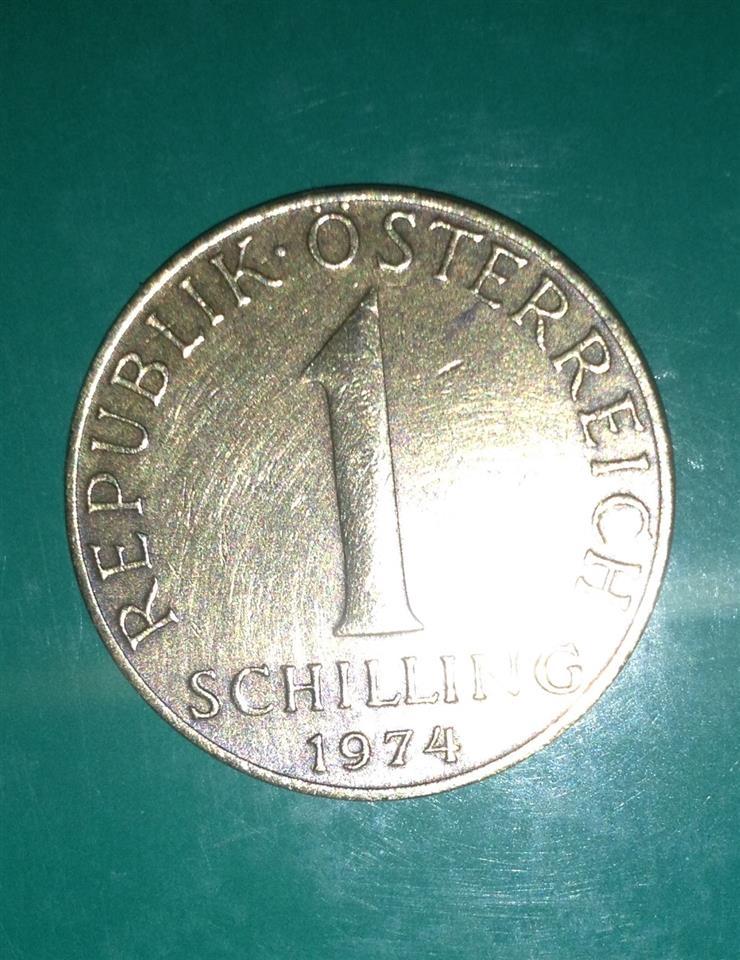 REPUBLIK · ÖSTERREICH
1
SCHILLING
1974